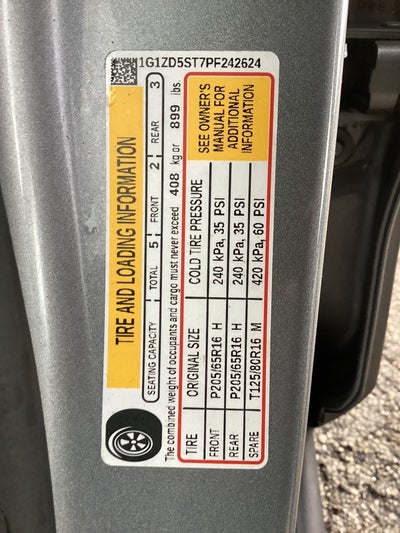 1G1ZD5ST7PF242624
TIRE AND LOADING INFORMATION
SEATING CAPACITY TOTAL 5 FRONT 2 REAR 3
The combined weight of occupants and cargo must never exceed 408 kg or 899 lbs
TIRE ORIGINAL SIZE COLD TIRE PRESSURE
FRONT P205/65R16 H 240 kPa, 35 PSI
REAR P205/65R16 H 240 kPa, 35 PSI
SPARE T125/80R16 M 420 kPa, 60 PSI
SEE OWNER'S
MANUAL FOR
ADDITIONAL
INFORMATION